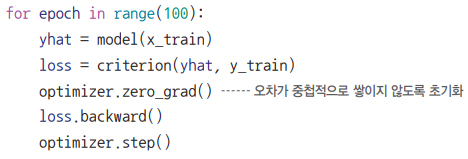 for epoch in range(100):
    yhat = model(x_train)
    loss = criterion(yhat, y_train)
    optimizer.zero_grad() ------ 오차가 중첩적으로 쌓이지 않도록 초기화
    loss.backward()
    optimizer.step()